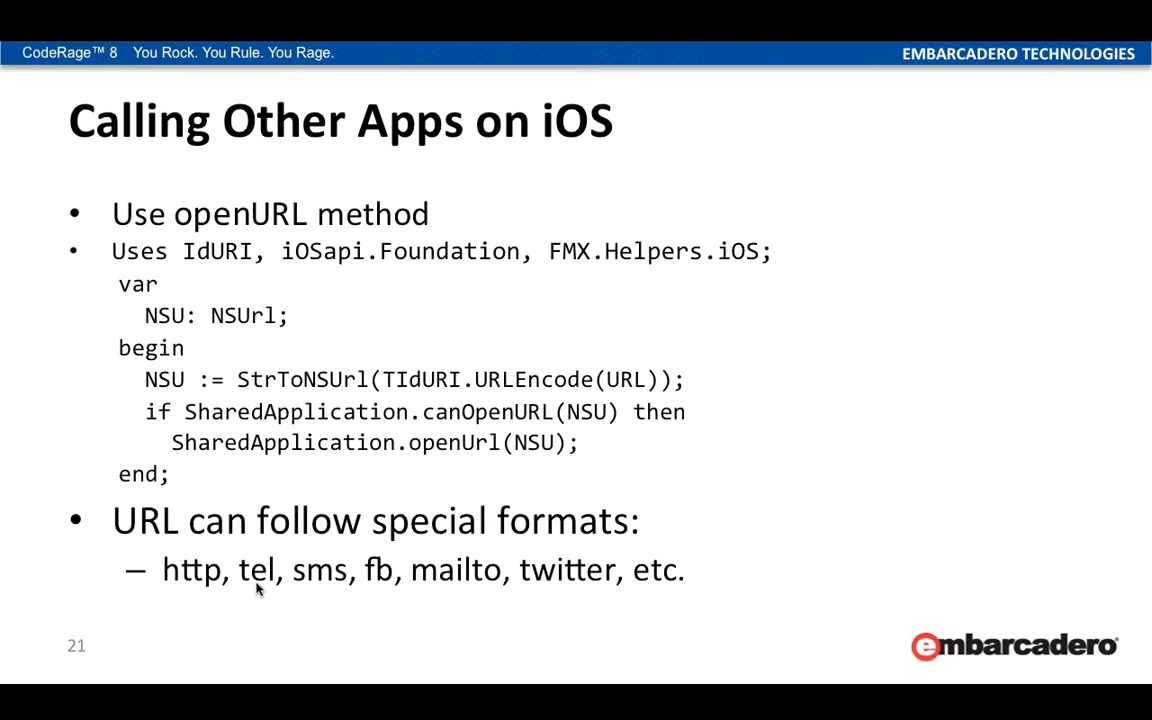 CodeRage™ 8 You Rock. You Rule. You Rage.
EMBARCADERO TECHNOLOGIES
Calling Other Apps on iOS
• Use openURL method
• Uses IdURI, iOSapi.Foundation, FMX.Helpers.iOS;
var
NSU: NSUrl;
begin
NSU := StrToNSUrl(TIdURI.URLEncode(URL));
if SharedApplication.canOpenURL(NSU) then
SharedApplication.openUrl(NSU);
end;
• URL can follow special formats:
– http, tel, sms, fb, mailto, twitter, etc.
21
embarcadero®